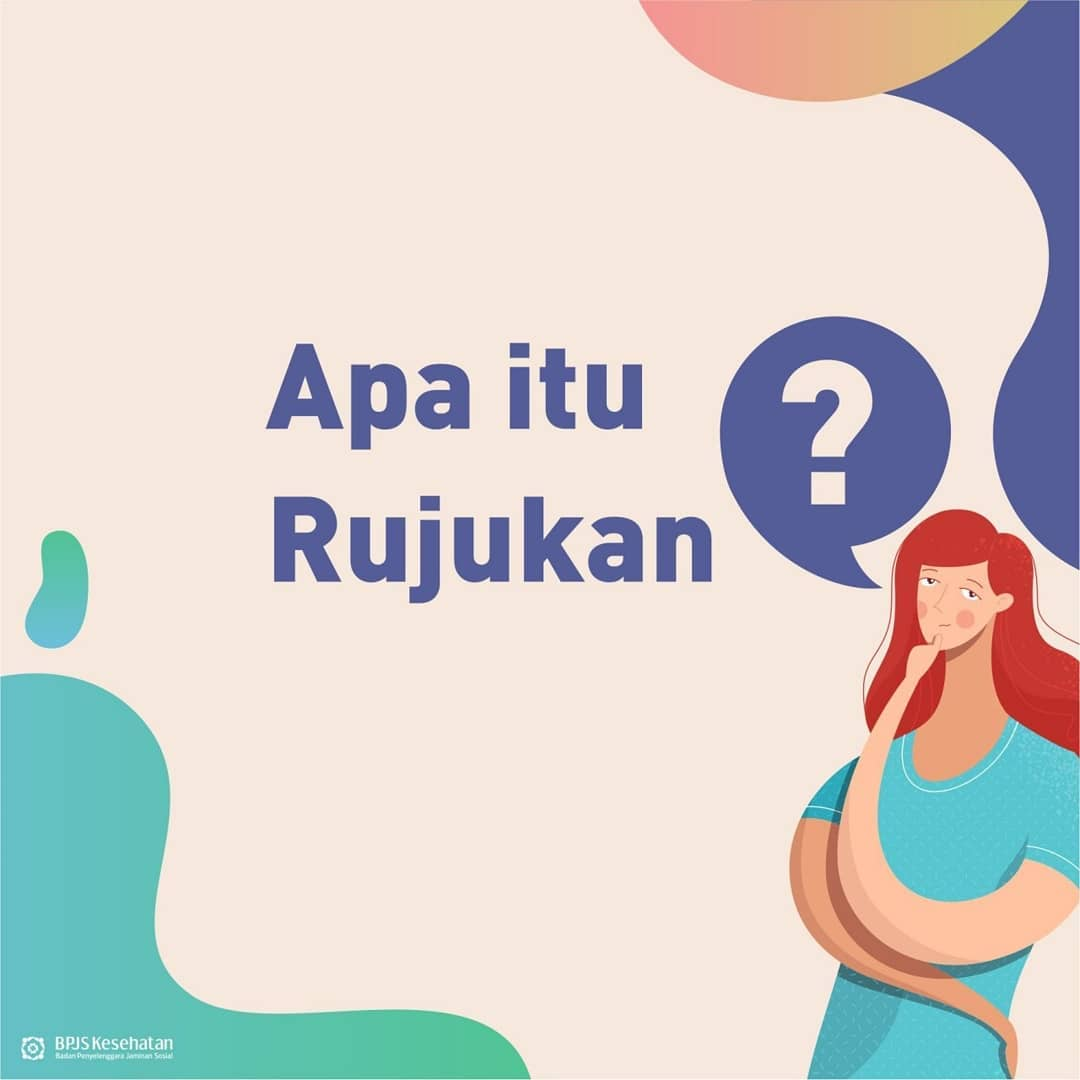 Apa itu
Rujukan
?
BPJS Kesehatan
Badan Penyelenggara Jaminan Sosial